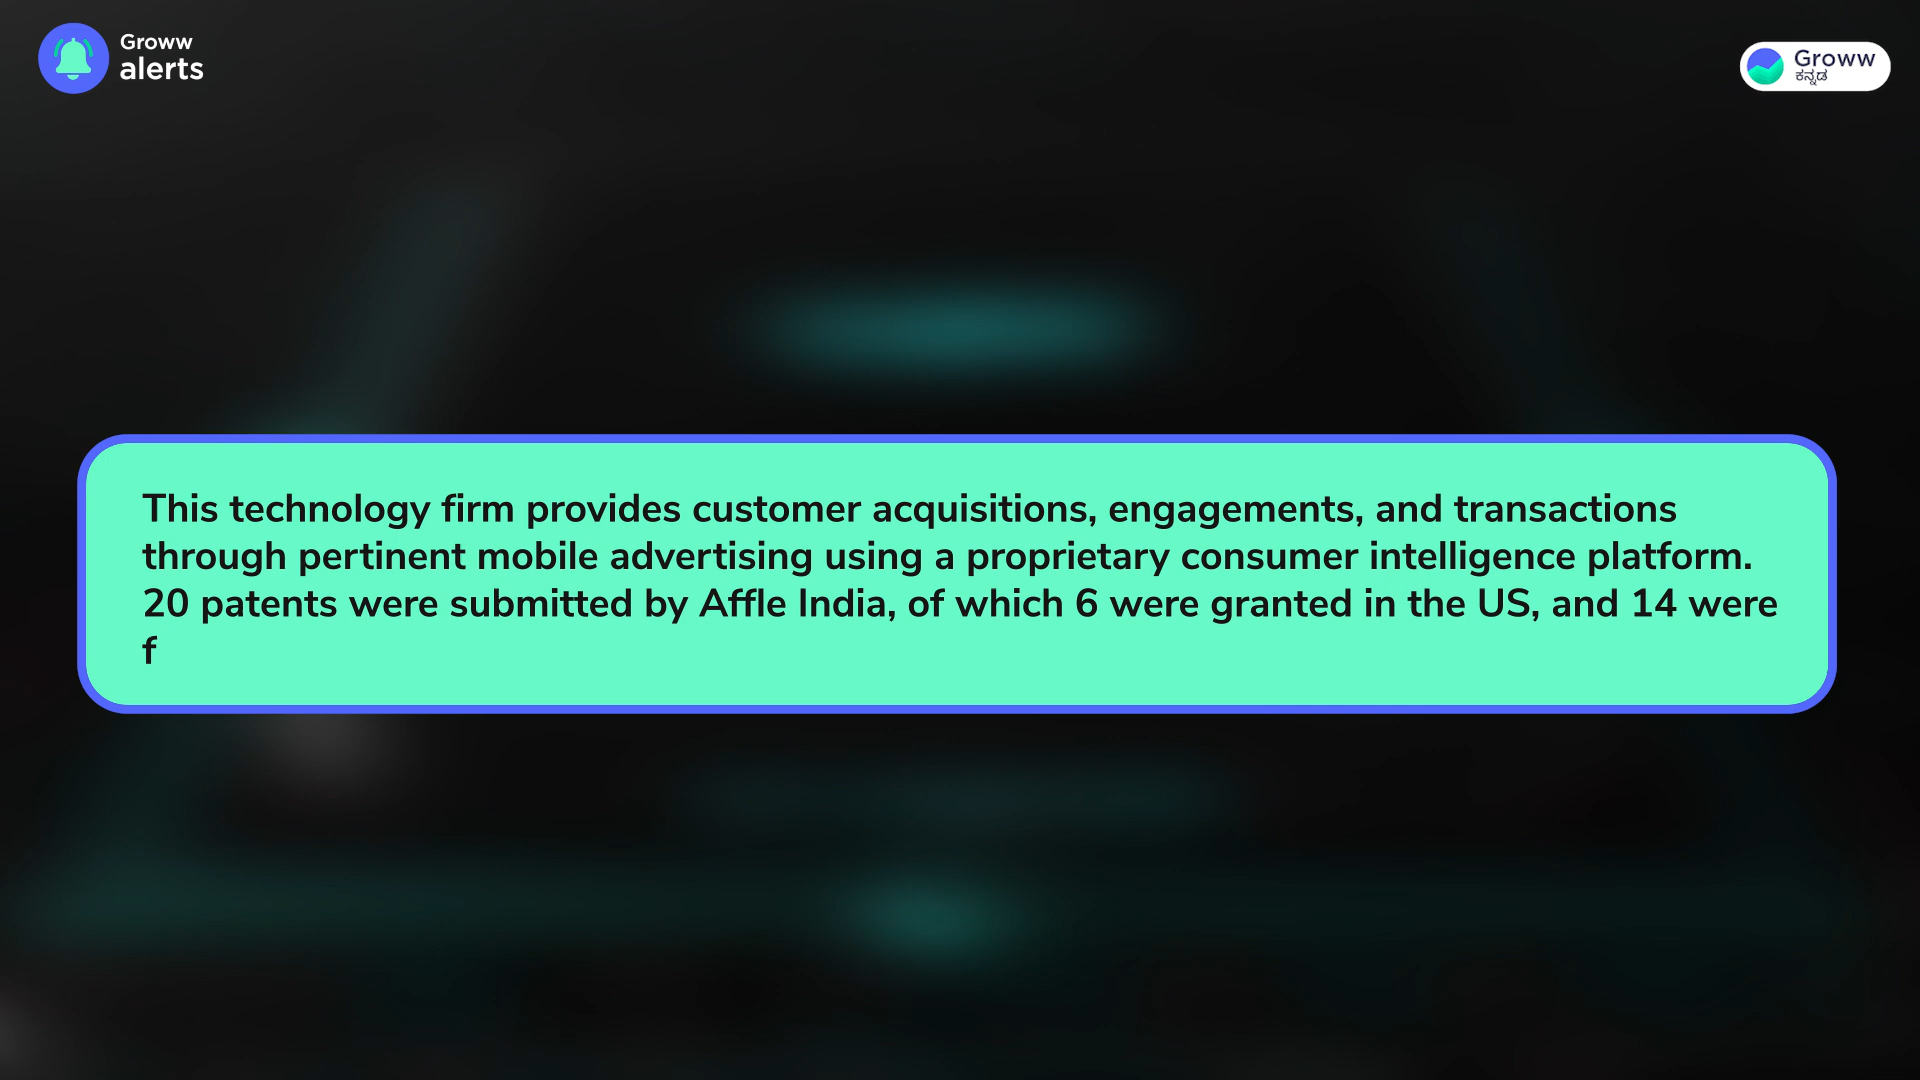 Groww
alerts
Groww
ಕನ್ನಡ
This technology firm provides customer acquisitions, engagements, and transactions
through pertinent mobile advertising using a proprietary consumer intelligence platform.
20 patents were submitted by Affle India, of which 6 were granted in the US, and 14 were
f